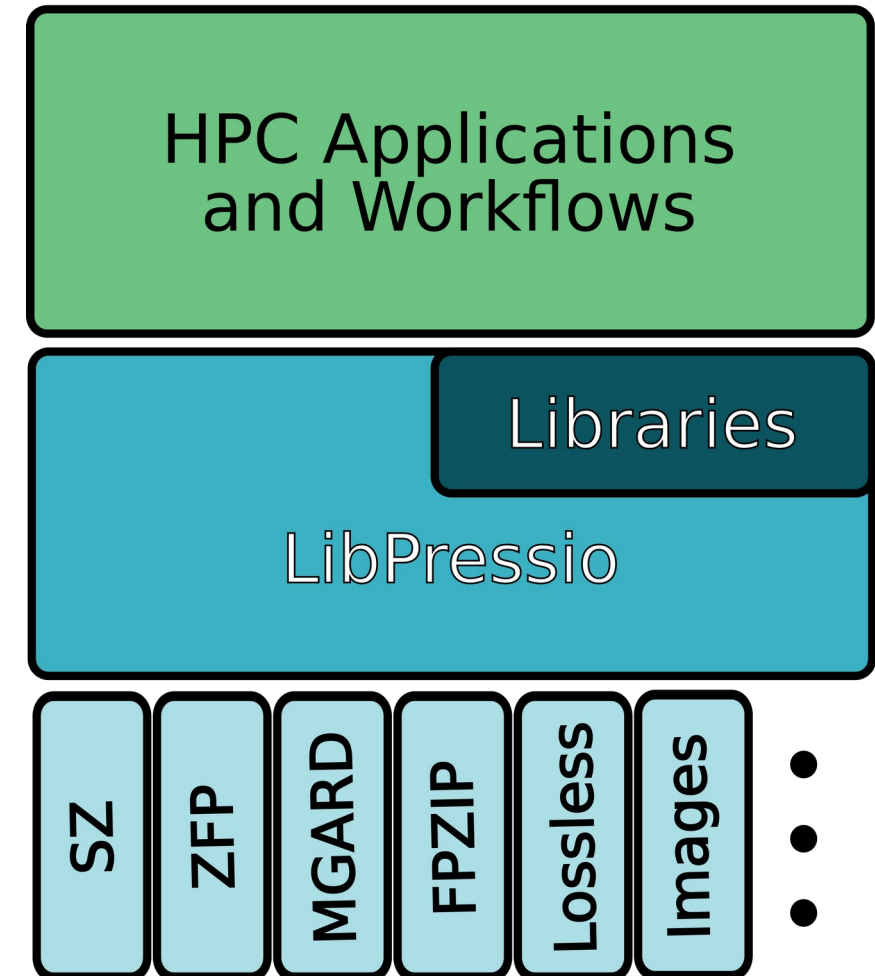 HPC Applications
and Workflows
Libraries
LibPressio
SZ
ZFP
MGARD
FPZIP
Lossless
Images